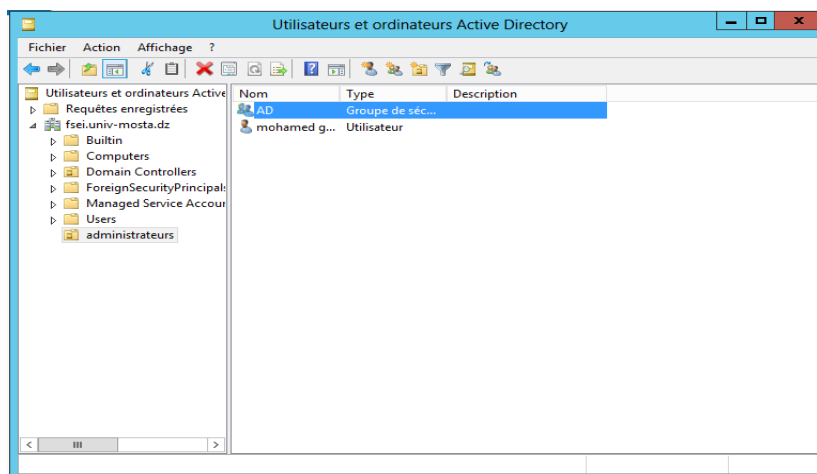 Utilisateurs et ordinateurs Active Directory
Fichier Action Affichage ?
Utilisateurs et ordinateurs Active
Requêtes enregistrées
fsei.univ-mosta.dz
Builtin
Computers
Domain Controllers
ForeignSecurityPrincipals
Managed Service Accour
Users
administrateurs
Nom Type Description
AD Groupe de séc...
mohamed g... Utilisateur